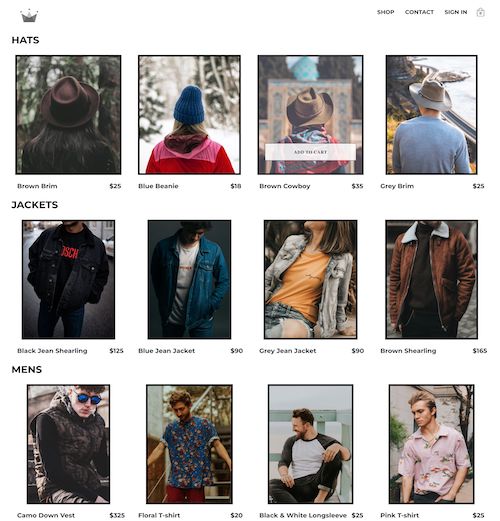 SHOP CONTACT SIGN IN
HATS
ADD TO CART
Brown Brim $25 Blue Beanie $18 Brown Cowboy $35 Grey Brim $25
JACKETS
Black Jean Shearling $125 Blue Jean Jacket $90 Grey Jean Jacket $90 Brown Shearling $165
MENS
Camo Down Vest $325 Floral T-shirt $20 Black & White Longsleeve $25 Pink T-shirt $25